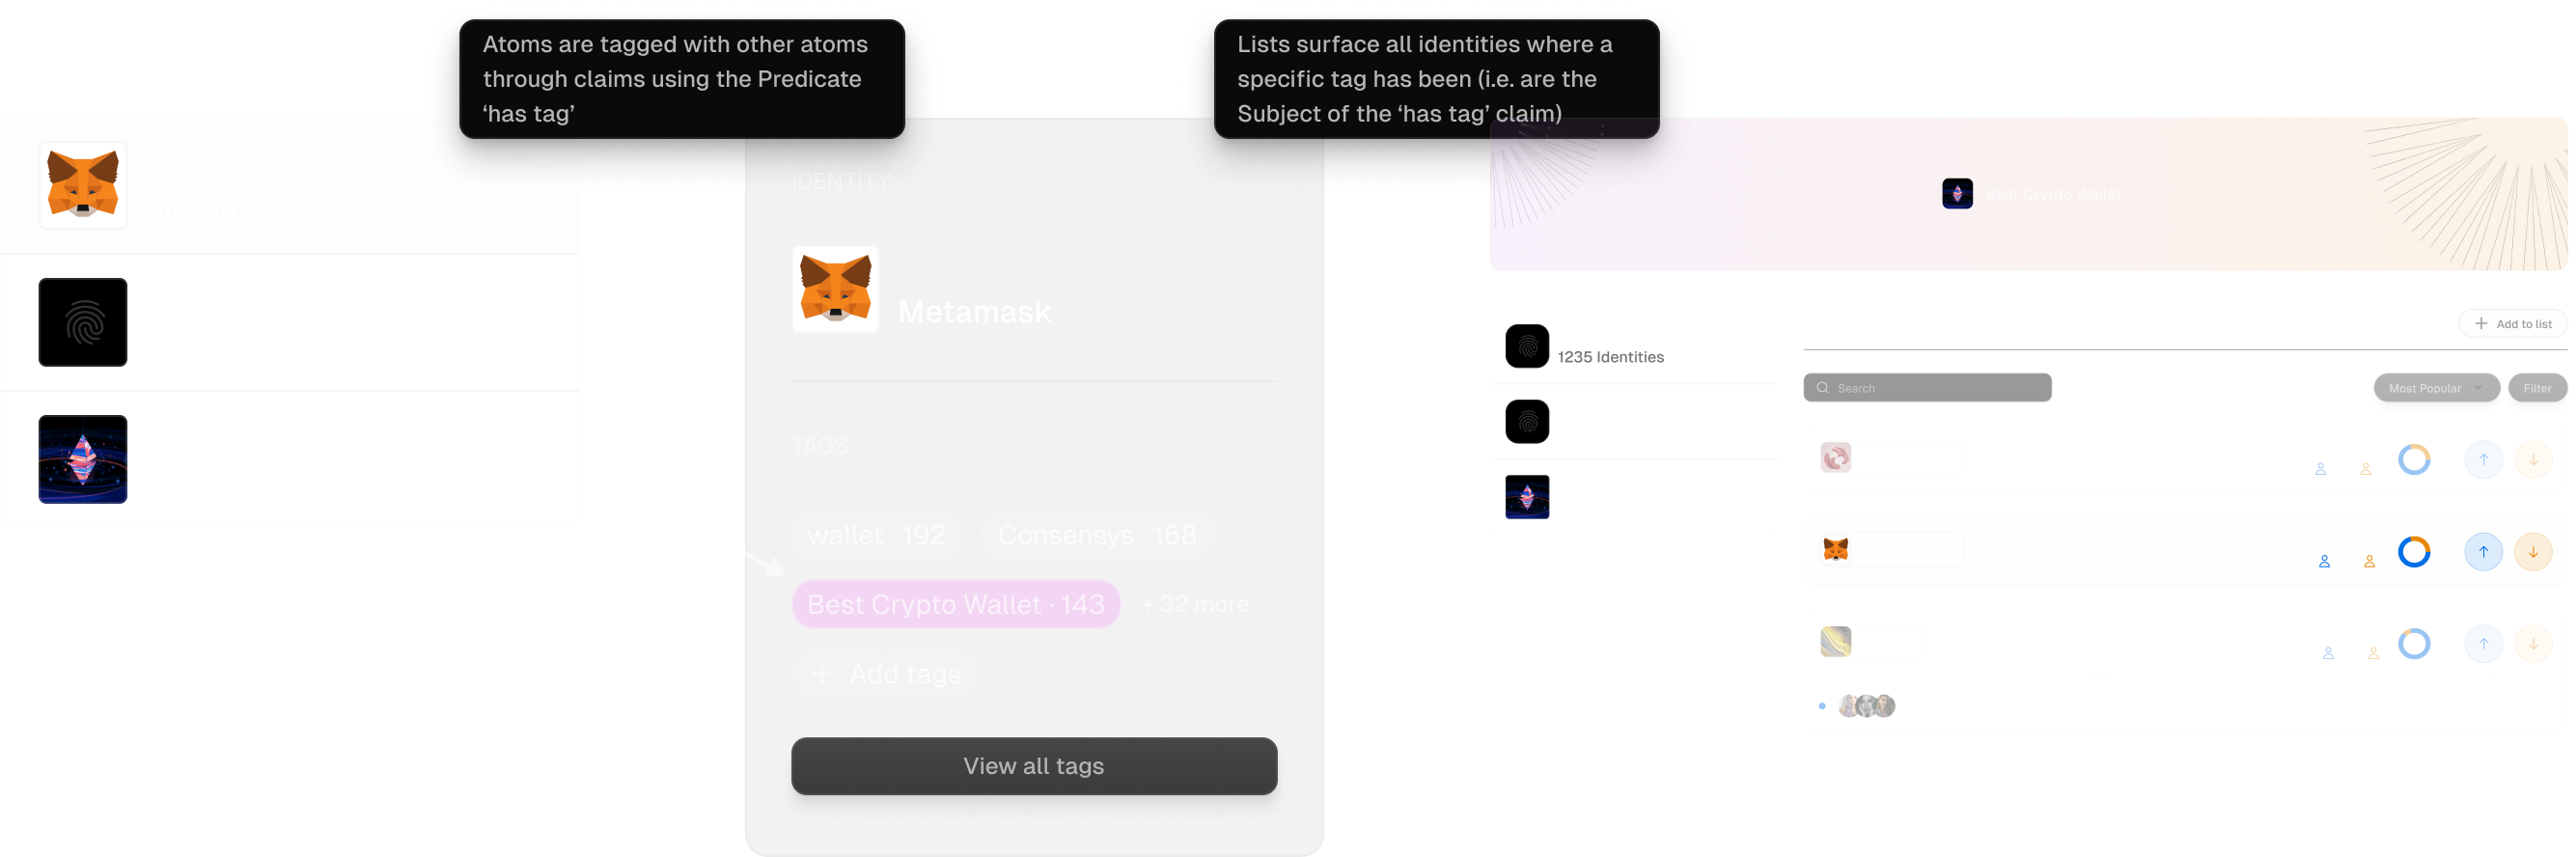 Atoms are tagged with other atoms
through claims using the Predicate
‘has tag’
Lists surface all identities where a
specific tag has been (i.e. are the
Subject of the ‘has tag’ claim)
Metamask
IDENTITY
Metamask
TAGS
wallet · 192
Consensys · 168
Best Crypto Wallet · 143
+ 32 more
+ Add tags
View all tags
Best Crypto Wallet
1235 Identities
+ Add to list
Search
Most Popular
Filter